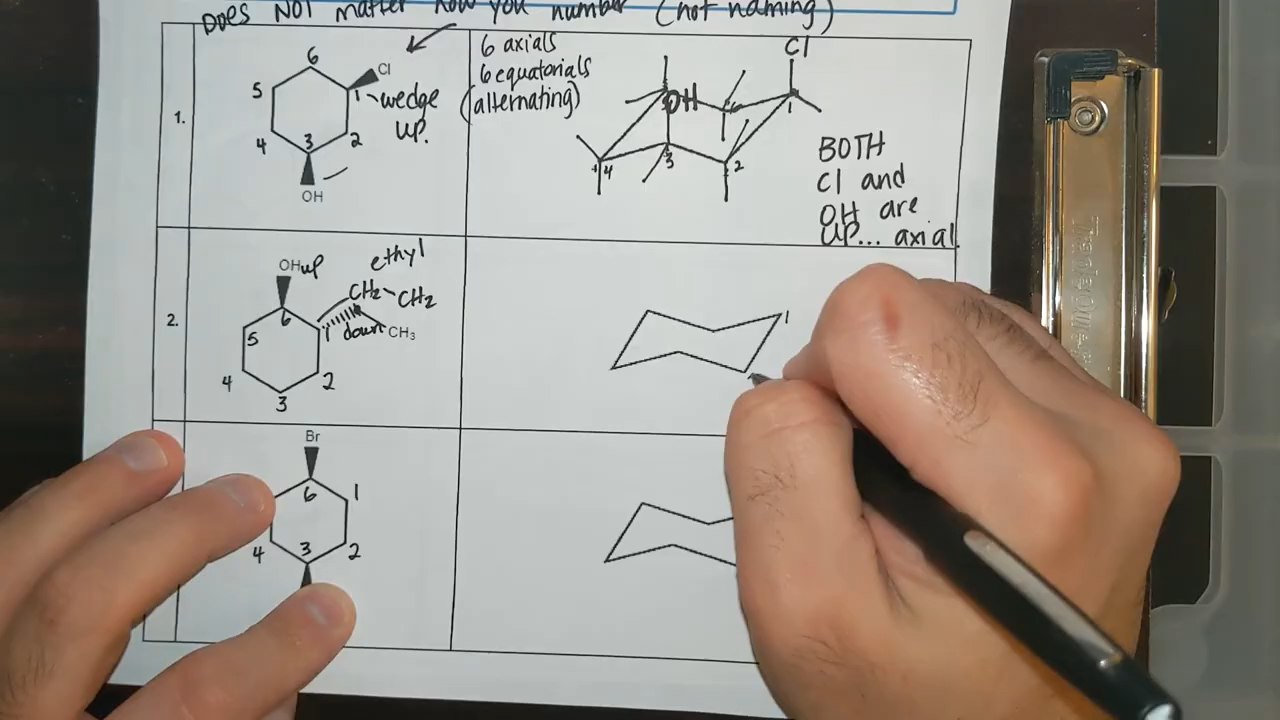 Does NOT matter how you number (not naming)
1.
6
5
4
3
2
1
Cl
wedge
up.
OH
6 axials
6 equatorials
(alternating)
Cl
OH
6
1
4
3
2
BOTH
Cl and
OH are
UP... axial.
2.
OH up
ethyl
CH2-CH2
down CH3
6
1
5
4
2
3
1
Br
6
1
4
3
2